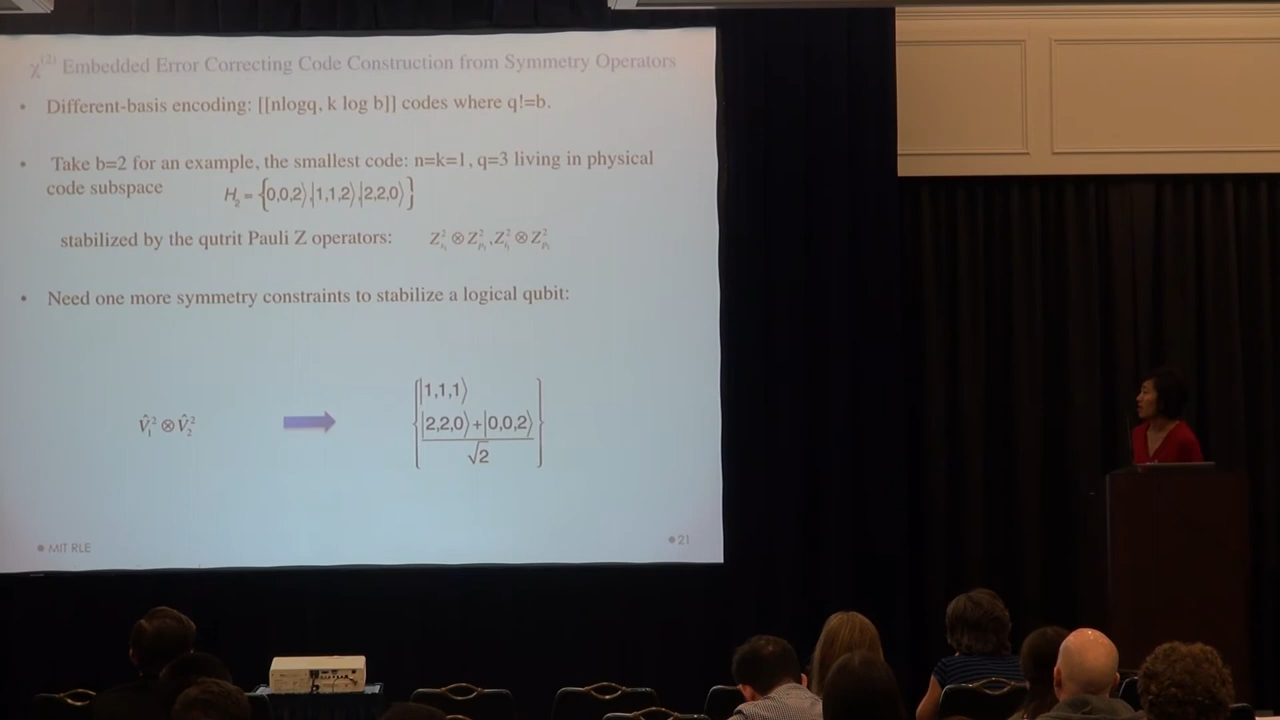 χ⁽²⁾ Embedded Error Correcting Code Construction from Symmetry Operators
• Different-basis encoding: [[nlogq, k log b]] codes where q!=b.
• Take b=2 for an example, the smallest code: n=k=1, q=3 living in physical
code subspace H₂ = {0,0,2⟩,|1,1,2⟩,|2,2,0⟩}
stabilized by the qutrit Pauli Z operators:
• Need one more symmetry constraints to stabilize a logical qubit:
|1,1,1⟩
V̂₁² ⊗ V̂₂² |2,2,0⟩+|0,0,2⟩
√2
• MIT RLE
• 21